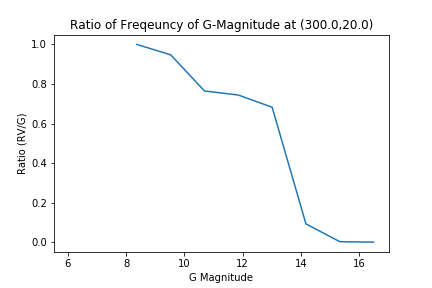 Ratio of Freqeuncy of G-Magnitude at (300.0,20.0)
1.0
0.8
0.6
0.4
0.2
0.0
Ratio (RV/G)
6 8 10 12 14 16
G Magnitude